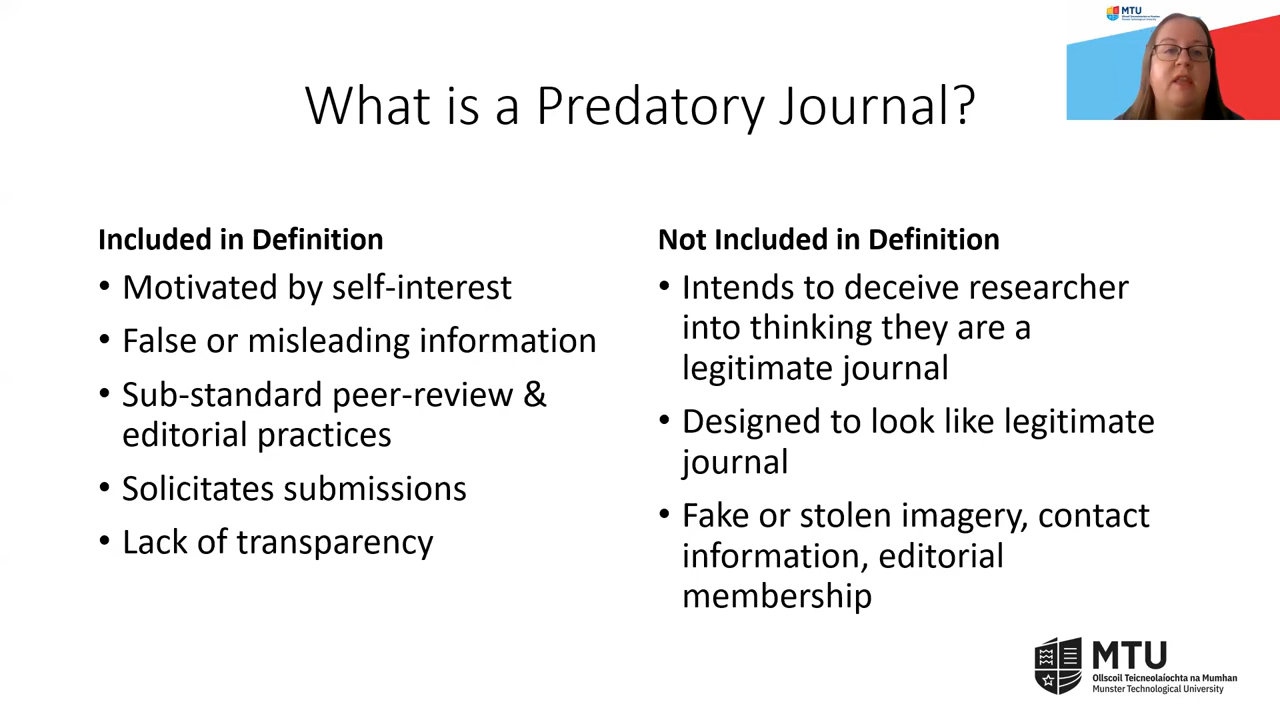 MTU
What is a Predatory Journal?
Included in Definition
• Motivated by self-interest
• False or misleading information
• Sub-standard peer-review &
editorial practices
• Solicitates submissions
• Lack of transparency
Not Included in Definition
• Intends to deceive researcher
into thinking they are a
legitimate journal
• Designed to look like legitimate
journal
• Fake or stolen imagery, contact
information, editorial
membership
MTU
Ollscoil Teicneolaíochta na Mumhan
Munster Technological University